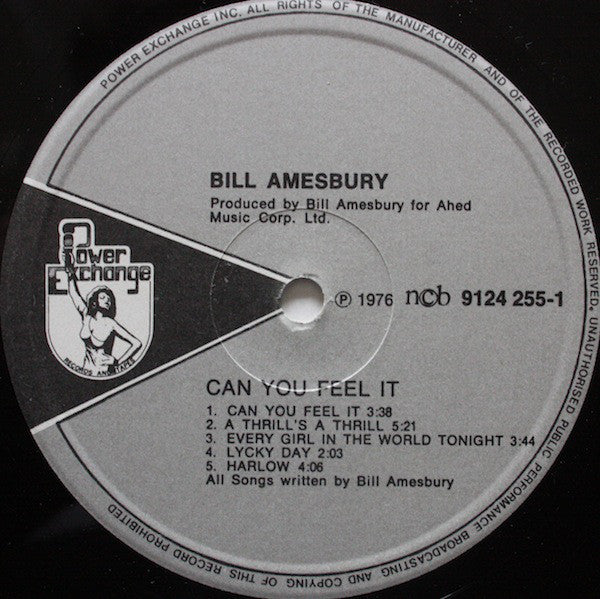 POWER EXCHANGE INC. ALL RIGHTS OF THE MANUFACTURER AND OF THE RECORDED WORK RESERVED. UNAUTHORISED PUBLIC PERFORMANCE BROADCASTING AND COPYING OF THIS RECORD PROHIBITED
BILL AMESBURY
Produced by Bill Amesbury for Ahed
Music Corp. Ltd.
Power
Exchange
RECORDS AND TAPES
℗ 1976 ncb 9124 255-1
CAN YOU FEEL IT
1. CAN YOU FEEL IT 3:38
2. A THRILL'S A THRILL 5:21
3. EVERY GIRL IN THE WORLD TONIGHT 3:44
4. LYCKY DAY 2:03
5. HARLOW 4:06
All Songs written by Bill Amesbury